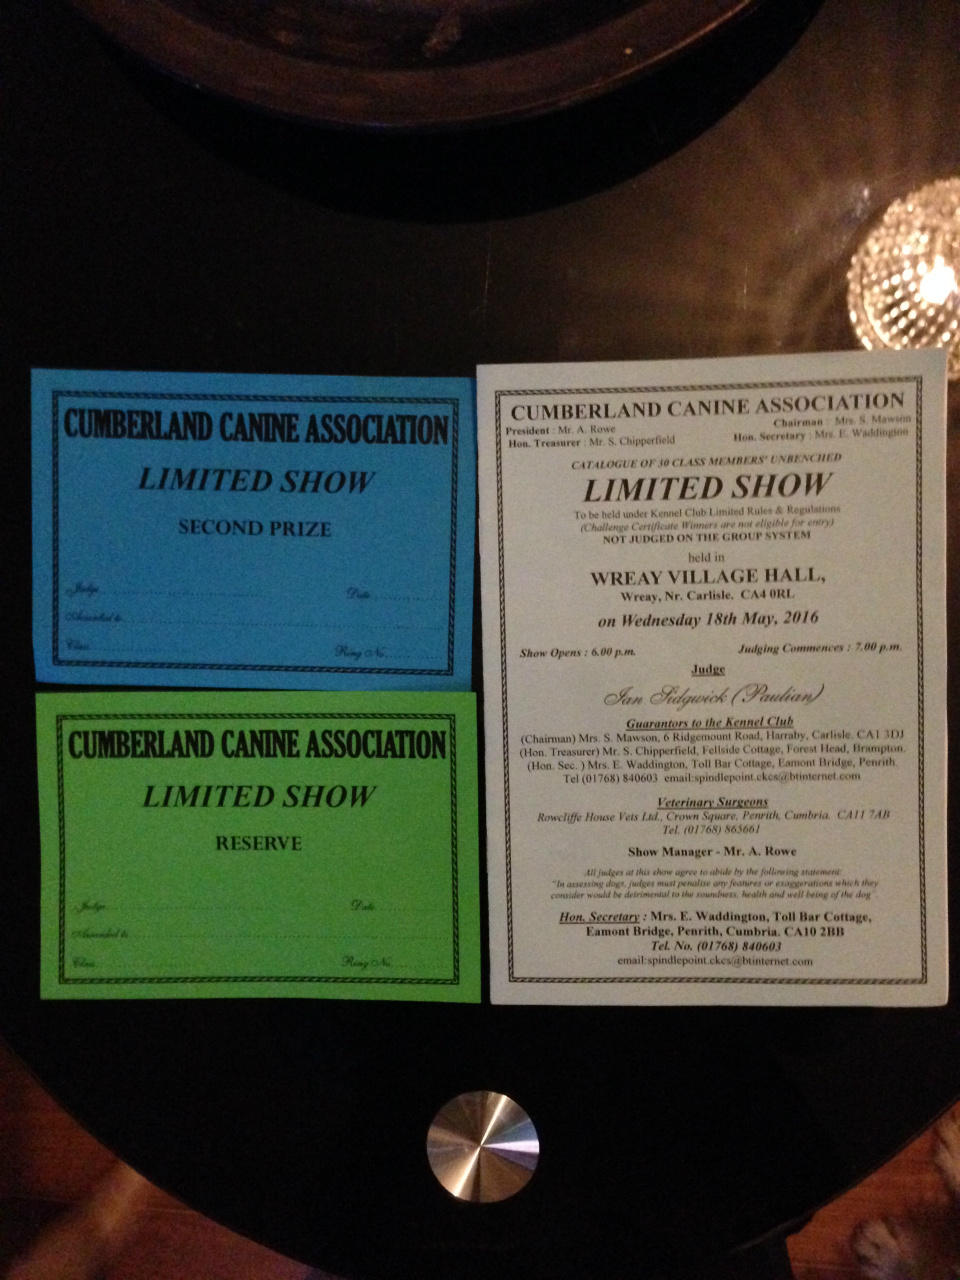 CUMBERLAND CANINE ASSOCIATION
LIMITED SHOW
SECOND PRIZE
Judge
Date
Awarded to
Class
Ring No.
CUMBERLAND CANINE ASSOCIATION
LIMITED SHOW
RESERVE
Judge
Date
Awarded to
Class
Ring No.
CUMBERLAND CANINE ASSOCIATION
President : Mr. A. Rowe Chairman : Mrs. S. Mawson
Hon. Treasurer : Mr. S. Chipperfield Hon. Secretary : Mrs. E. Waddington
CATALOGUE OF 30 CLASS MEMBERS' UNBENCHED
LIMITED SHOW
To be held under Kennel Club Limited Rules & Regulations
(Challenge Certificate Winners are not eligible for entry)
NOT JUDGED ON THE GROUP SYSTEM
held in
WREAY VILLAGE HALL,
Wreay, Nr. Carlisle. CA4 0RL
on Wednesday 18th May, 2016
Show Opens : 6.00 p.m. Judging Commences : 7.00 p.m.
Judge
Ian Sidgwick (Paulian)
Guarantors to the Kennel Club
(Chairman) Mrs. S. Mawson, 6 Ridgemount Road, Harraby, Carlisle. CA1 3DJ
(Hon. Treasurer) Mr. S. Chipperfield, Fellside Cottage, Forest Head, Brampton.
(Hon. Sec. ) Mrs. E. Waddington, Toll Bar Cottage, Eamont Bridge, Penrith.
Tel (01768) 840603 email:spindlepoint.ckcs@btinternet.com
Veterinary Surgeons
Rowcliffe House Vets Ltd., Crown Square, Penrith, Cumbria. CA11 7AB
Tel. (01768) 865661
Show Manager - Mr. A. Rowe
All judges at this show agree to abide by the following statement:
"In assessing dogs, judges must penalise any features or exaggerations which they
consider would be detrimental to the soundness, health and well being of the dog".
Hon. Secretary : Mrs. E. Waddington, Toll Bar Cottage,
Eamont Bridge, Penrith, Cumbria. CA10 2BB
Tel. No. (01768) 840603
email:spindlepoint.ckcs@btinternet.com